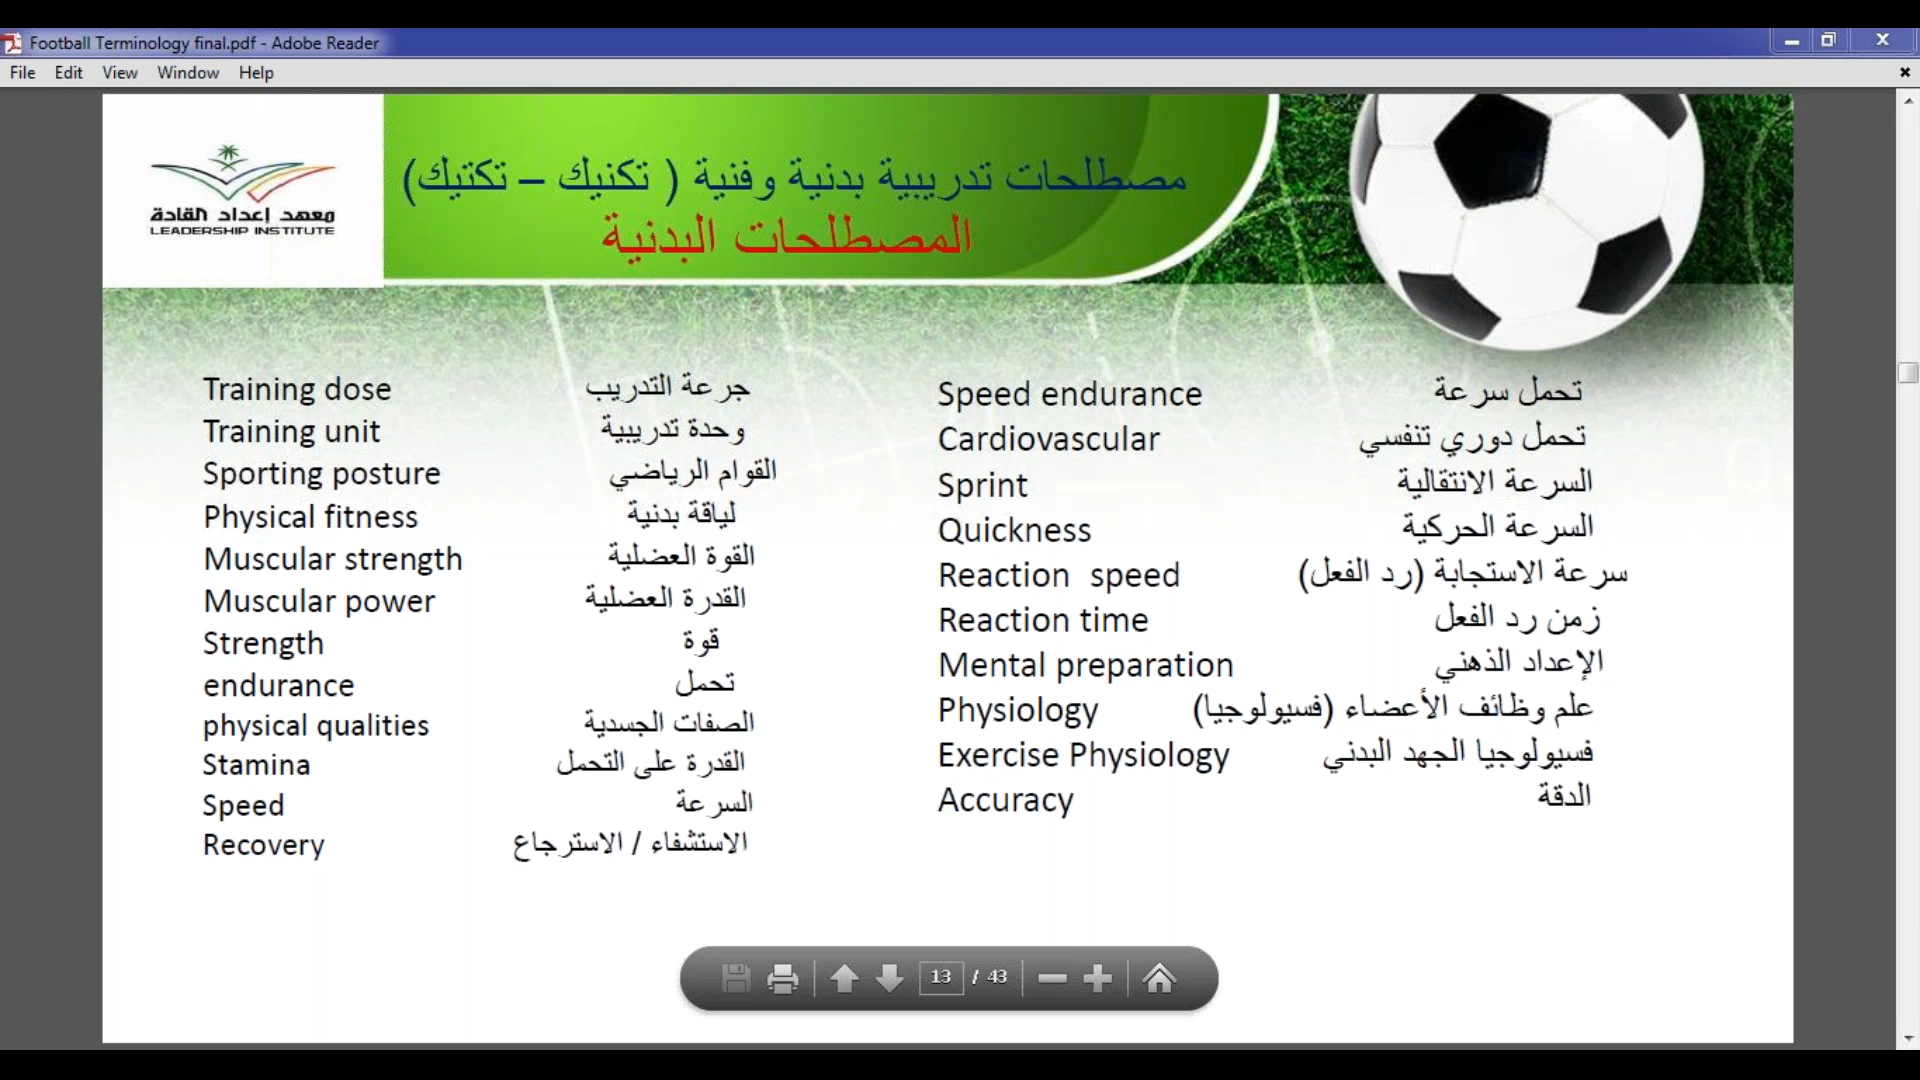 Football Terminology final.pdf - Adobe Reader
File Edit View Window Help
معهد إعداد القادة
LEADERSHIP INSTITUTE
مصطلحات تدريبية بدنية وفنية ( تكنيك – تكتيك)
المصطلحات البدنية
Training dose جرعة التدريب
Training unit وحدة تدريبية
Sporting posture القوام الرياضي
Physical fitness لياقة بدنية
Muscular strength القوة العضلية
Muscular power القدرة العضلية
Strength قوة
endurance تحمل
physical qualities الصفات الجسدية
Stamina القدرة على التحمل
Speed السرعة
Recovery الاستشفاء / الاسترجاع
Speed endurance تحمل سرعة
Cardiovascular تحمل دوري تنفسي
Sprint السرعة الانتقالية
Quickness السرعة الحركية
Reaction speed سرعة الاستجابة (رد الفعل)
Reaction time زمن رد الفعل
Mental preparation الإعداد الذهني
Physiology علم وظائف الأعضاء (فسيولوجيا)
Exercise Physiology فسيولوجيا الجهد البدني
Accuracy الدقة
13 / 43